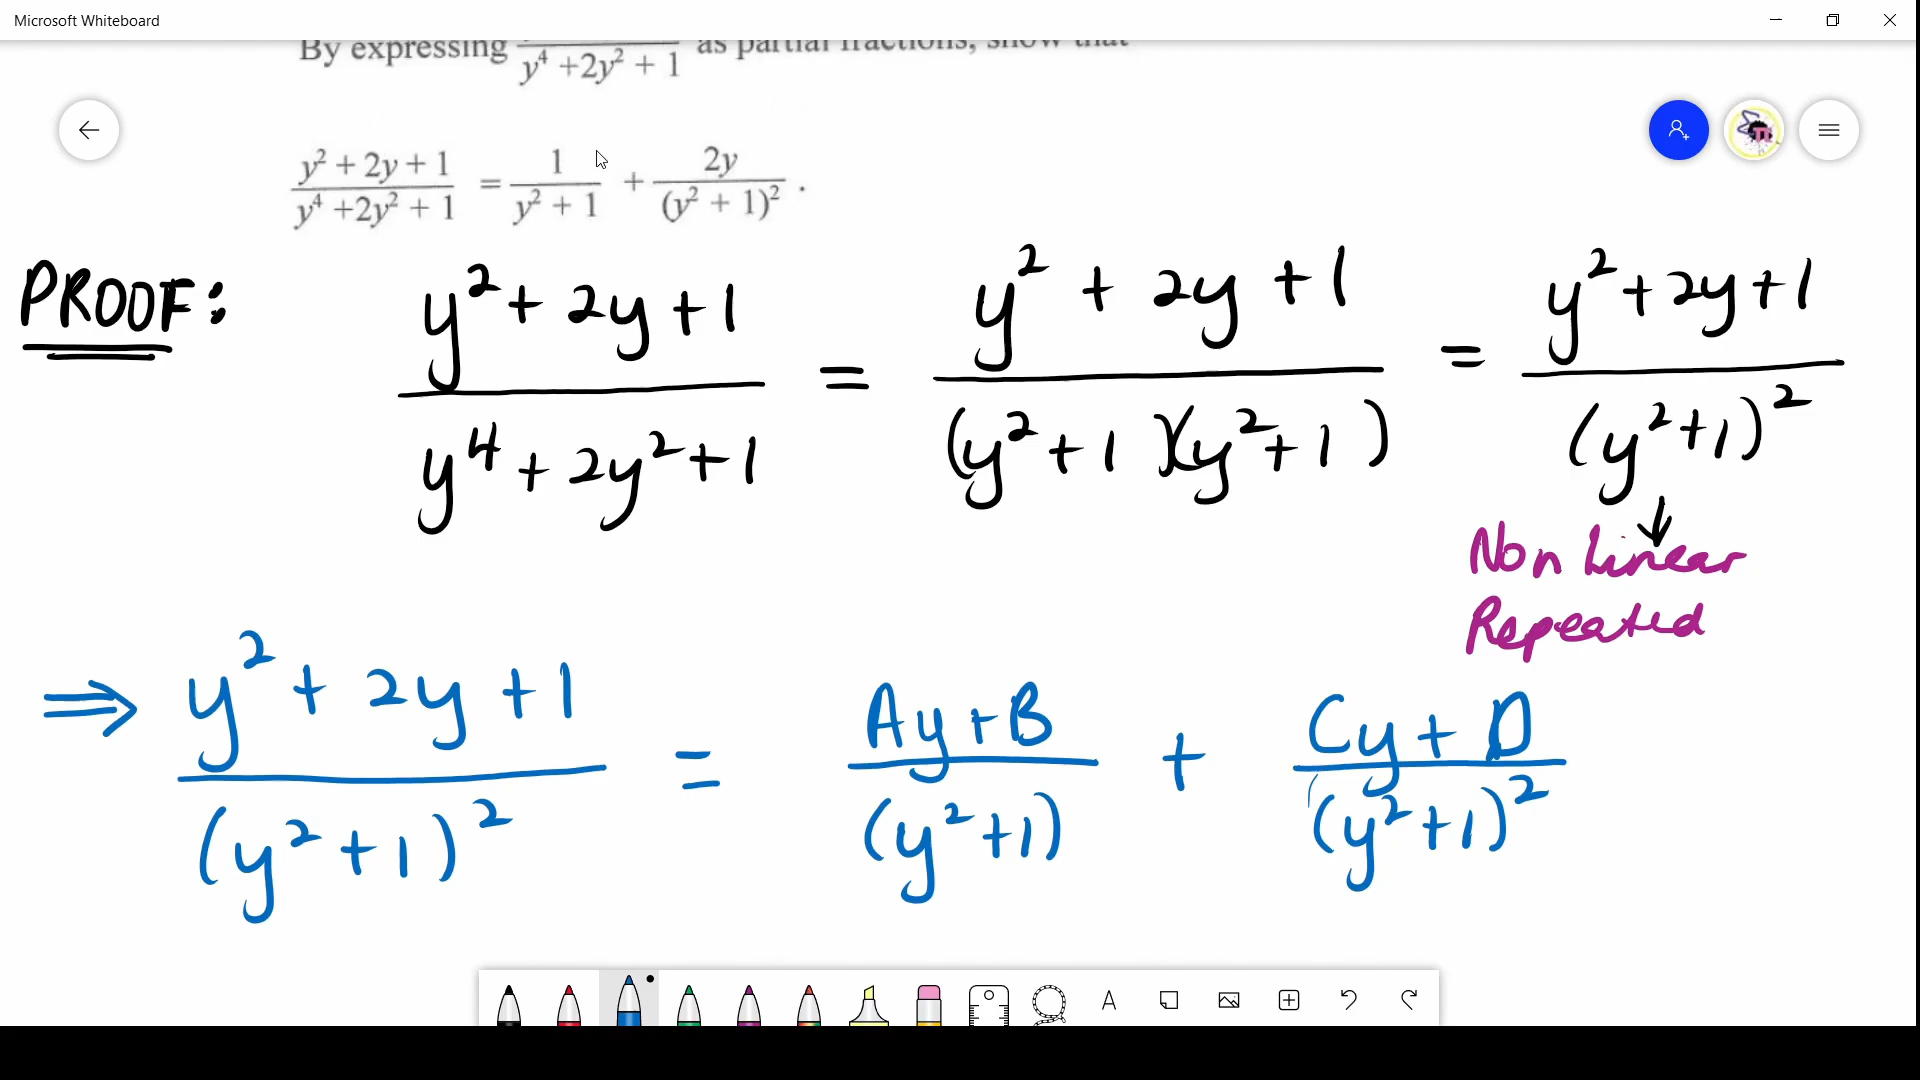 Microsoft Whiteboard
By expressing / y⁴ + 2y² + 1 as partial fractions, show that
(y² + 2y + 1)/(y⁴ + 2y² + 1) = 1/(y² + 1) + 2y/(y² + 1)².
PROOF: (y² + 2y + 1)/(y⁴ + 2y² + 1) = (y² + 2y + 1)/((y² + 1)(y² + 1)) = (y² + 2y + 1)/(y² + 1)²
↓
Non Linear
Repeated
⇒ (y² + 2y + 1)/(y² + 1)² = (Ay + B)/(y² + 1) + (Cy + D)/(y² + 1)²
A